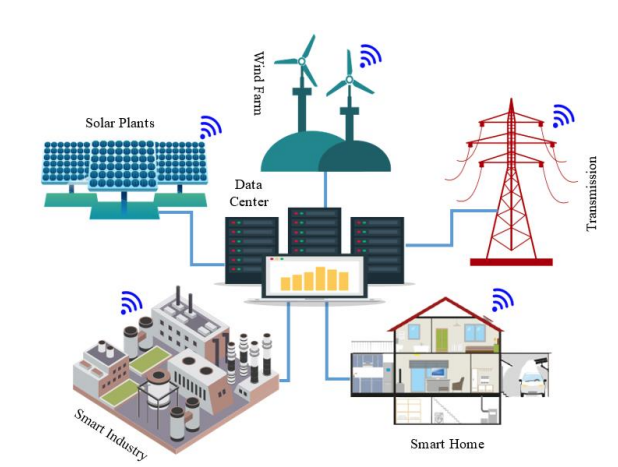 Wind Farm
Solar Plants
Transmission
Data
Center
Smart Industry
Smart Home